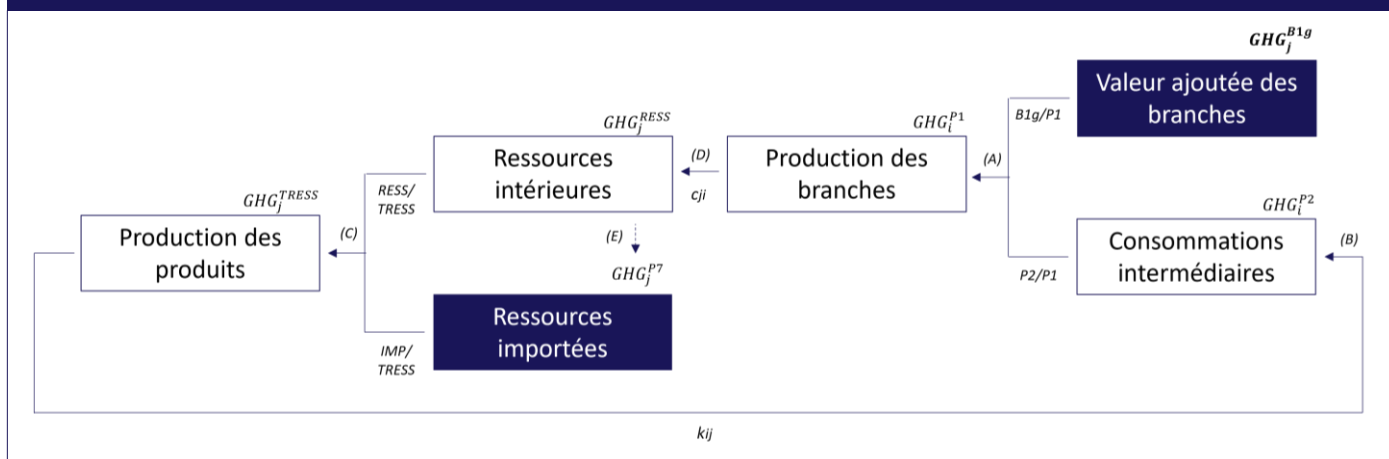 GHG_j^{B1g}
Valeur ajoutée des
branches
B1g/P1
GHG_j^{RESS}
Ressources
intérieures
(D)
cji
GHG_i^{P1}
Production des
branches
(A)
RESS/
TRESS
GHG_j^{TRESS}
Production des
produits
(C)
(E)
GHG_j^{P7}
Ressources
importées
IMP/
TRESS
GHG_i^{P2}
Consommations
intermédiaires
(B)
P2/P1
kij